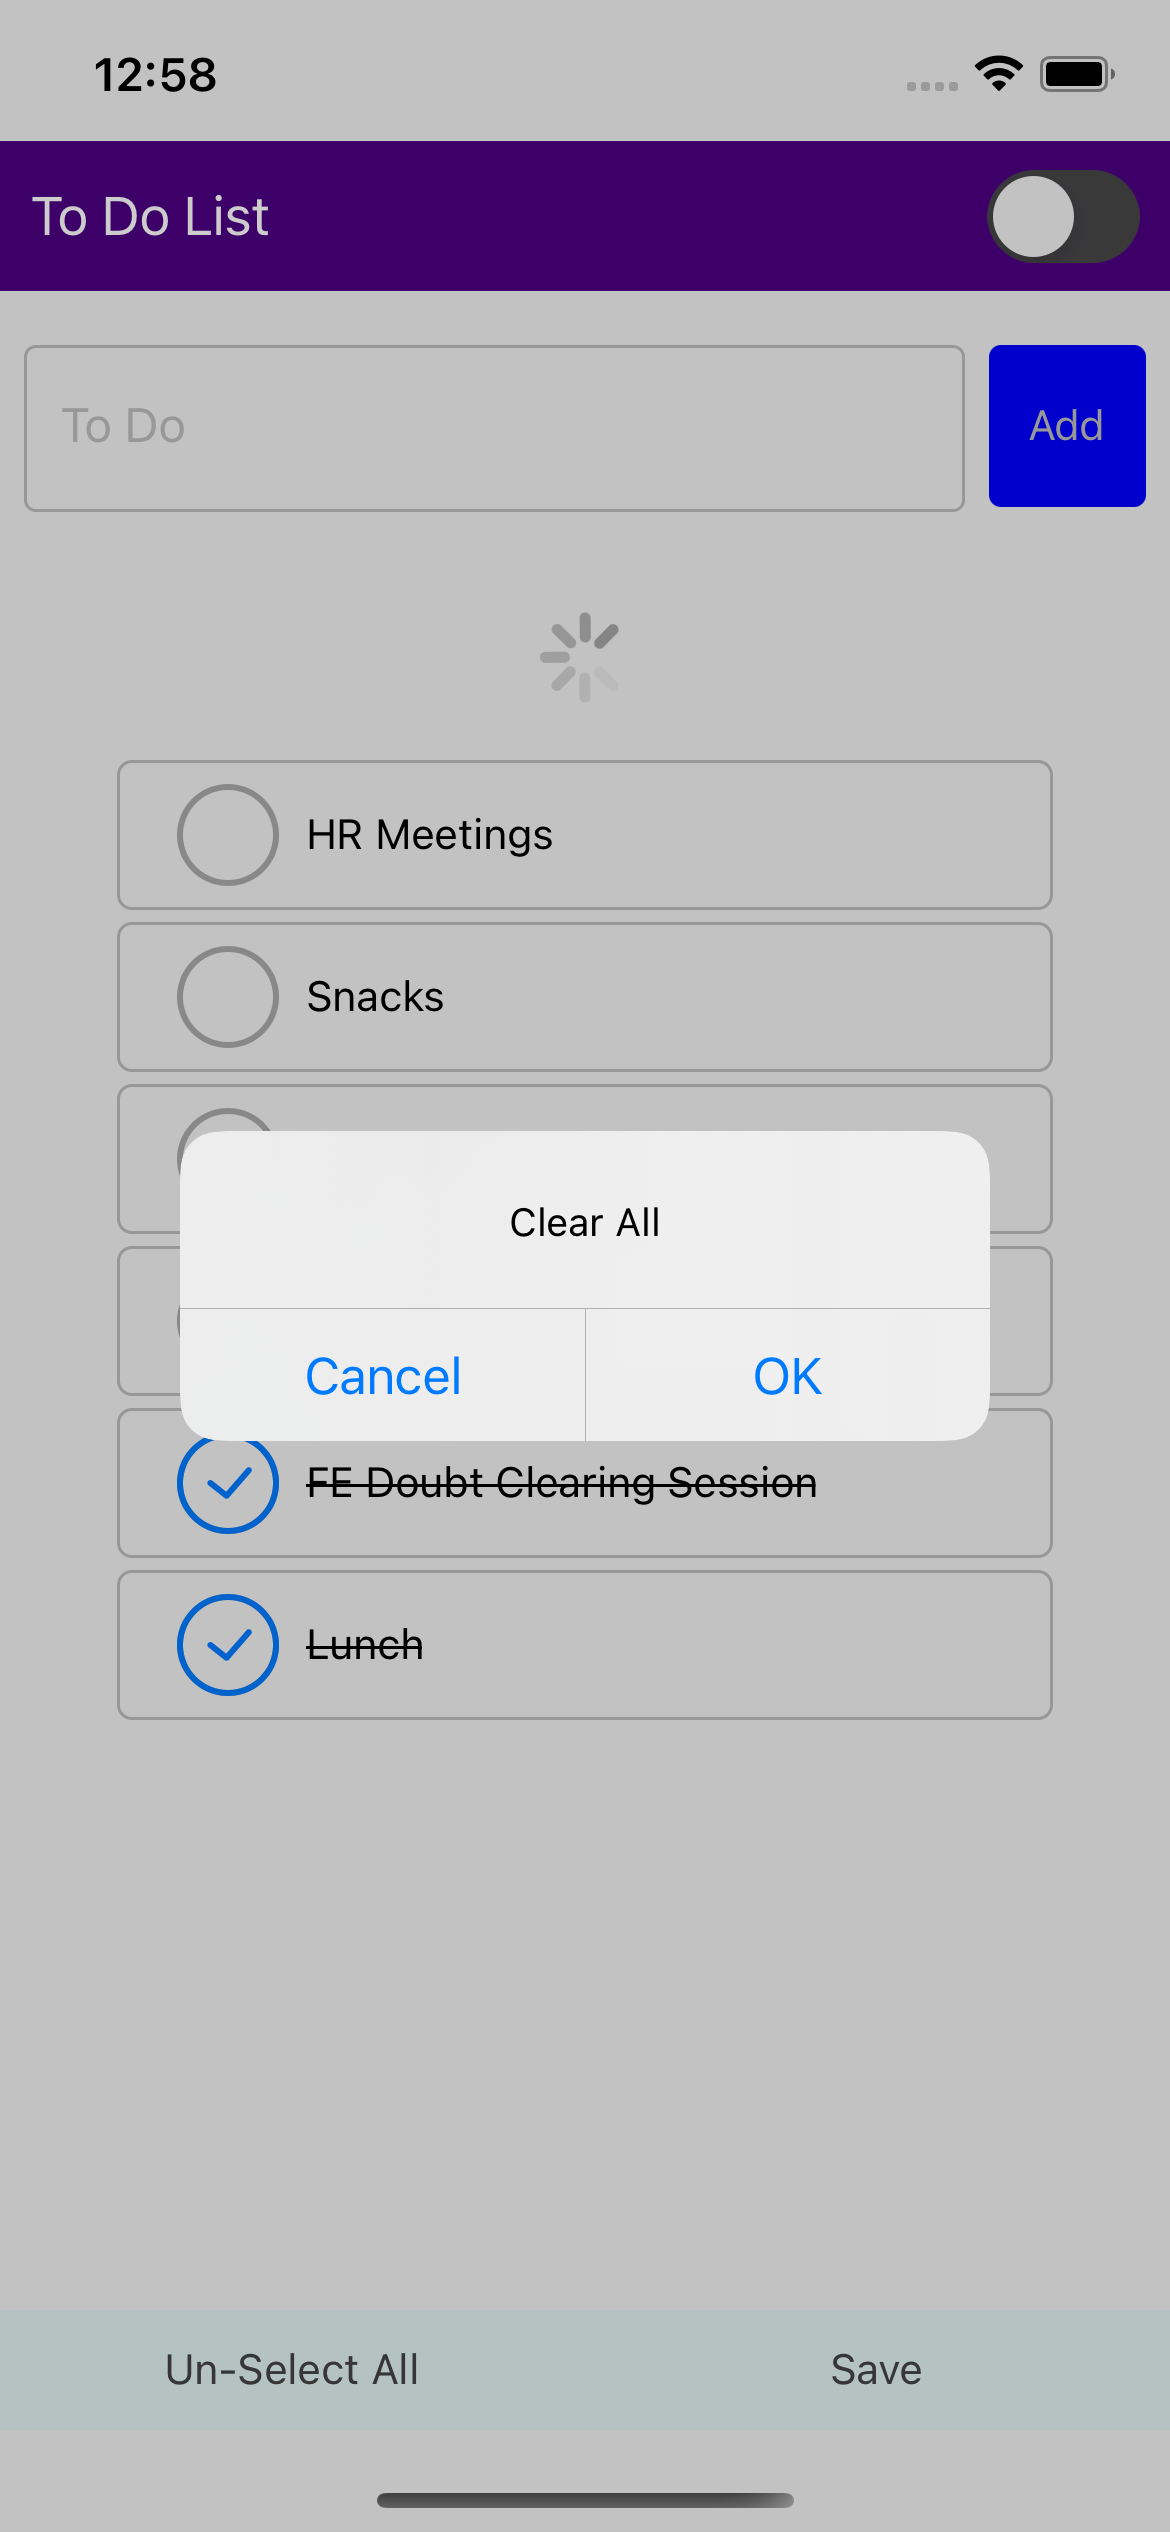 12:58
To Do List
To Do
Add
HR Meetings
Snacks
Clear All
Cancel
OK
FE Doubt Clearing Session
Lunch
Un-Select All
Save